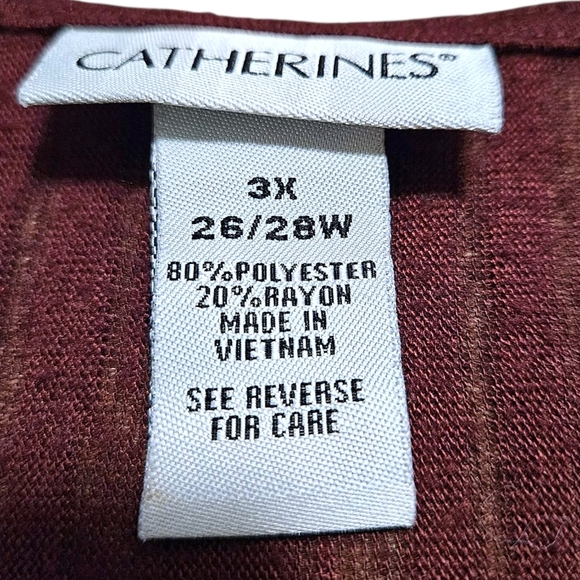 CATHERINES®
3X
26/28W
80%POLYESTER
20%RAYON
MADE IN
VIETNAM
SEE REVERSE
FOR CARE